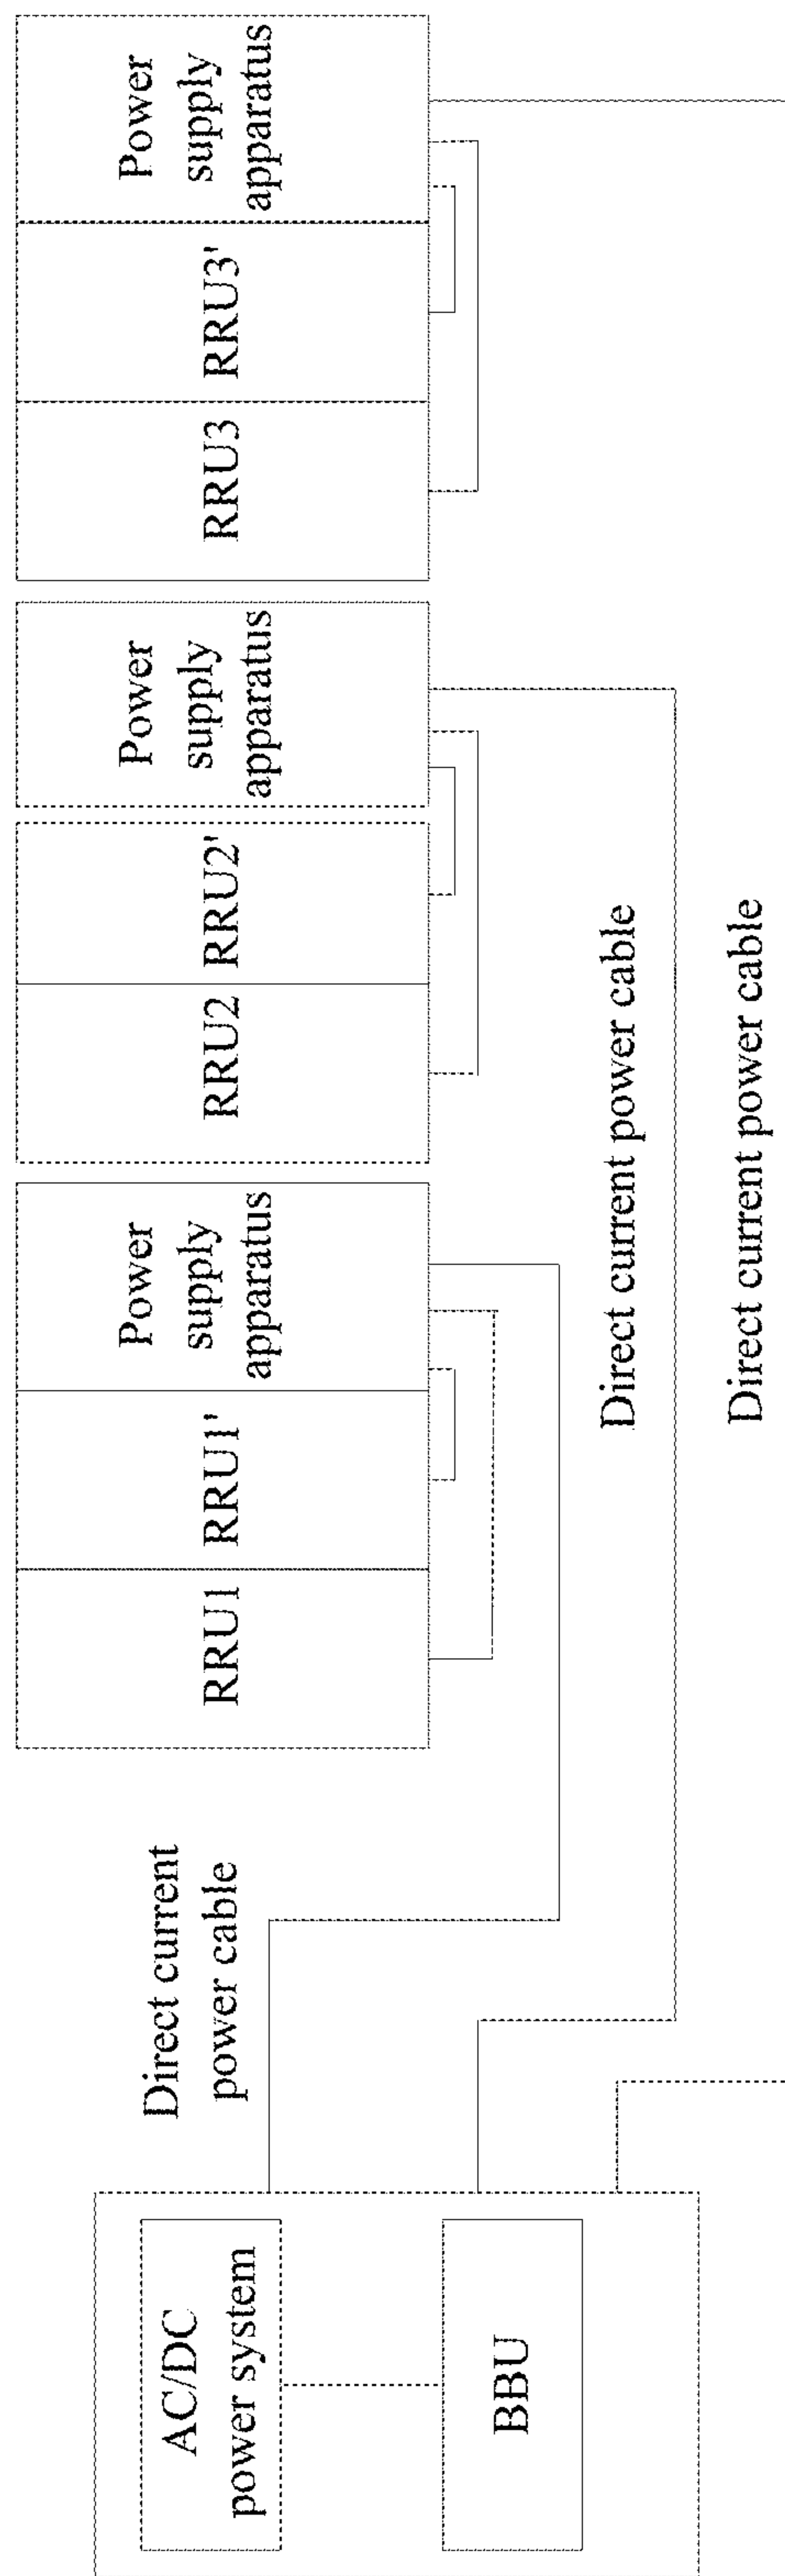 AC/DC
power system
BBU
Direct current
power cable
RRU1
RRU1'
Power
supply
apparatus
RRU2
RRU2'
Power
supply
apparatus
RRU3
RRU3'
Power
supply
apparatus
Direct current power cable
Direct current power cable